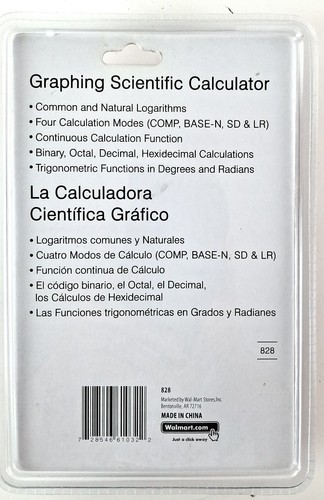 Graphing Scientific Calculator
• Common and Natural Logarithms
• Four Calculation Modes (COMP, BASE-N, SD & LR)
• Continuous Calculation Function
• Binary, Octal, Decimal, Hexidecimal Calculations
• Trigonometric Functions in Degrees and Radians
La Calculadora
Científica Gráfico
• Logaritmos comunes y Naturales
• Cuatro Modos de Cálculo (COMP, BASE-N, SD & LR)
• Función continua de Cálculo
• El código binario, el Octal, el Decimal,
los Cálculos de Hexidecimal
• Las Funciones trigonométricas en Grados y Radianes
828
828
Marketed by Wal-Mart Stores, Inc.
Bentonville, AR 72716
MADE IN CHINA
Walmart.com
Just a click away
7 28546 61032 2